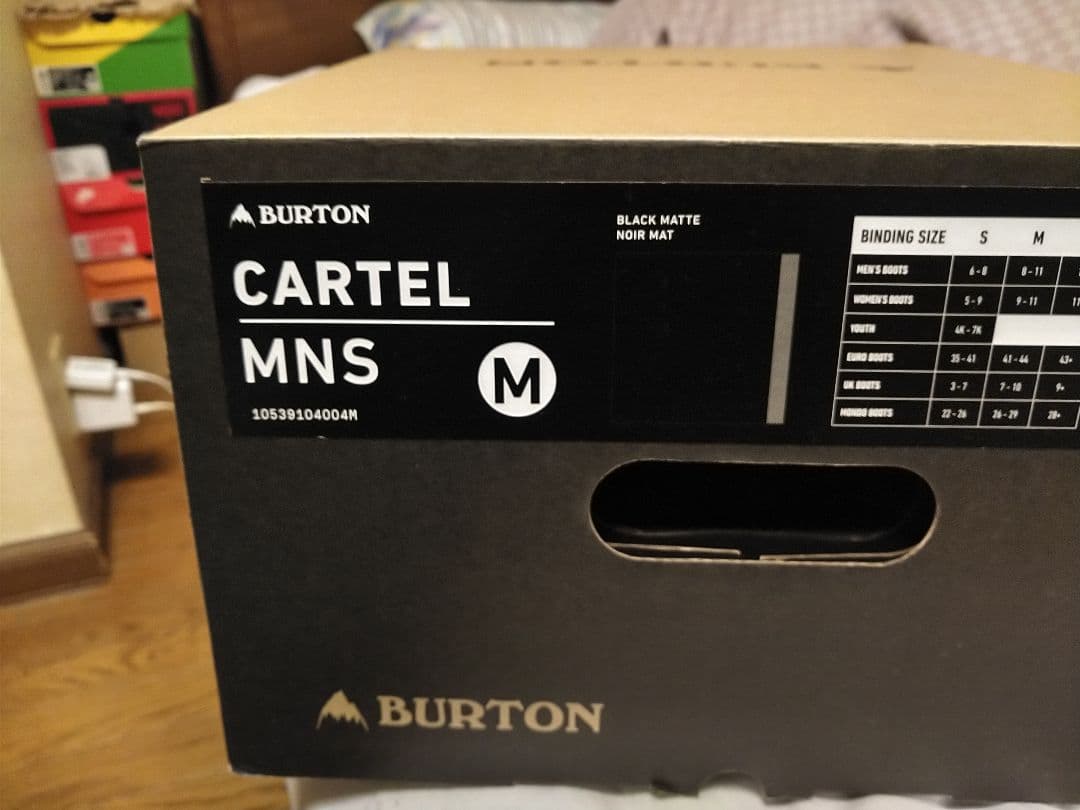 BURTON
CARTEL
MNS
M
10539104004M
BLACK MATTE
NOIR MAT
BINDING SIZE S M
MEN'S BOOTS 6-8 8-11
WOMEN'S BOOTS 5-9 9-11 11
YOUTH 4K-7K
EURO BOOTS 35-41 41-44 43+
UK BOOTS 3-7 7-10 9+
MONDO BOOTS 22-26 26-29 28+
BURTON